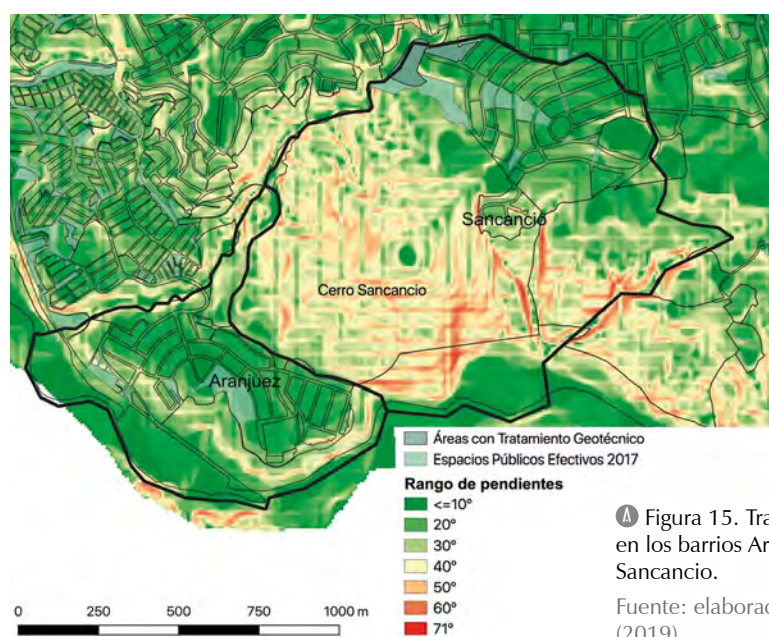 Sancancio
Cerro Sancancio
Aranjuez
Áreas con Tratamiento Geotécnico
Espacios Públicos Efectivos 2017
Rango de pendientes
<=10°
20°
30°
40°
50°
60°
71°
0 250 500 750 1000 m
Figura 15. Tra
en los barrios Ar
Sancancio.
Fuente: elaborac
(2019)